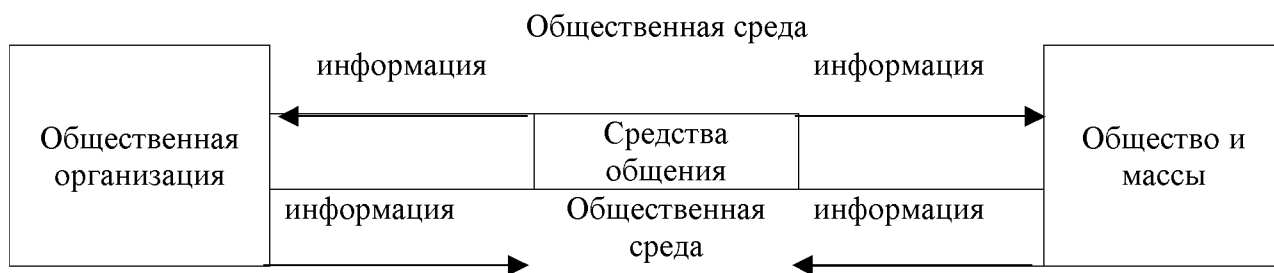 Общественная среда
информация
информация
Общественная
организация
Средства
общения
Общество и
массы
информация
Общественная
среда
информация